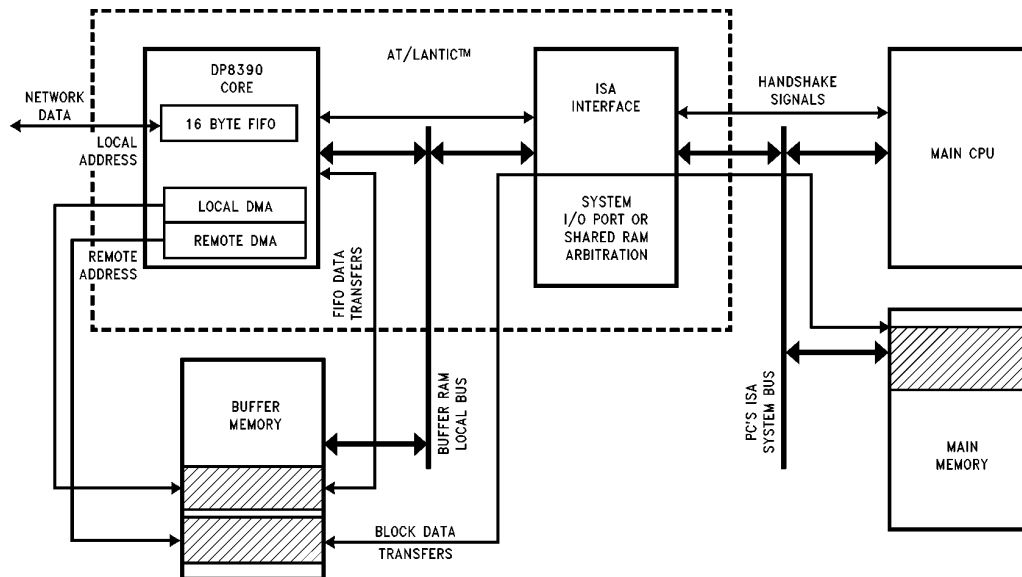 AT/LANTIC™
DP8390
CORE
16 BYTE FIFO
NETWORK
DATA
LOCAL
ADDRESS
LOCAL DMA
REMOTE DMA
REMOTE
ADDRESS
ISA
INTERFACE
SYSTEM
I/O PORT OR
SHARED RAM
ARBITRATION
HANDSHAKE
SIGNALS
MAIN CPU
FIFO DATA
TRANSFERS
BUFFER RAM
LOCAL BUS
PC'S ISA
SYSTEM BUS
BUFFER
MEMORY
MAIN
MEMORY
BLOCK DATA
TRANSFERS